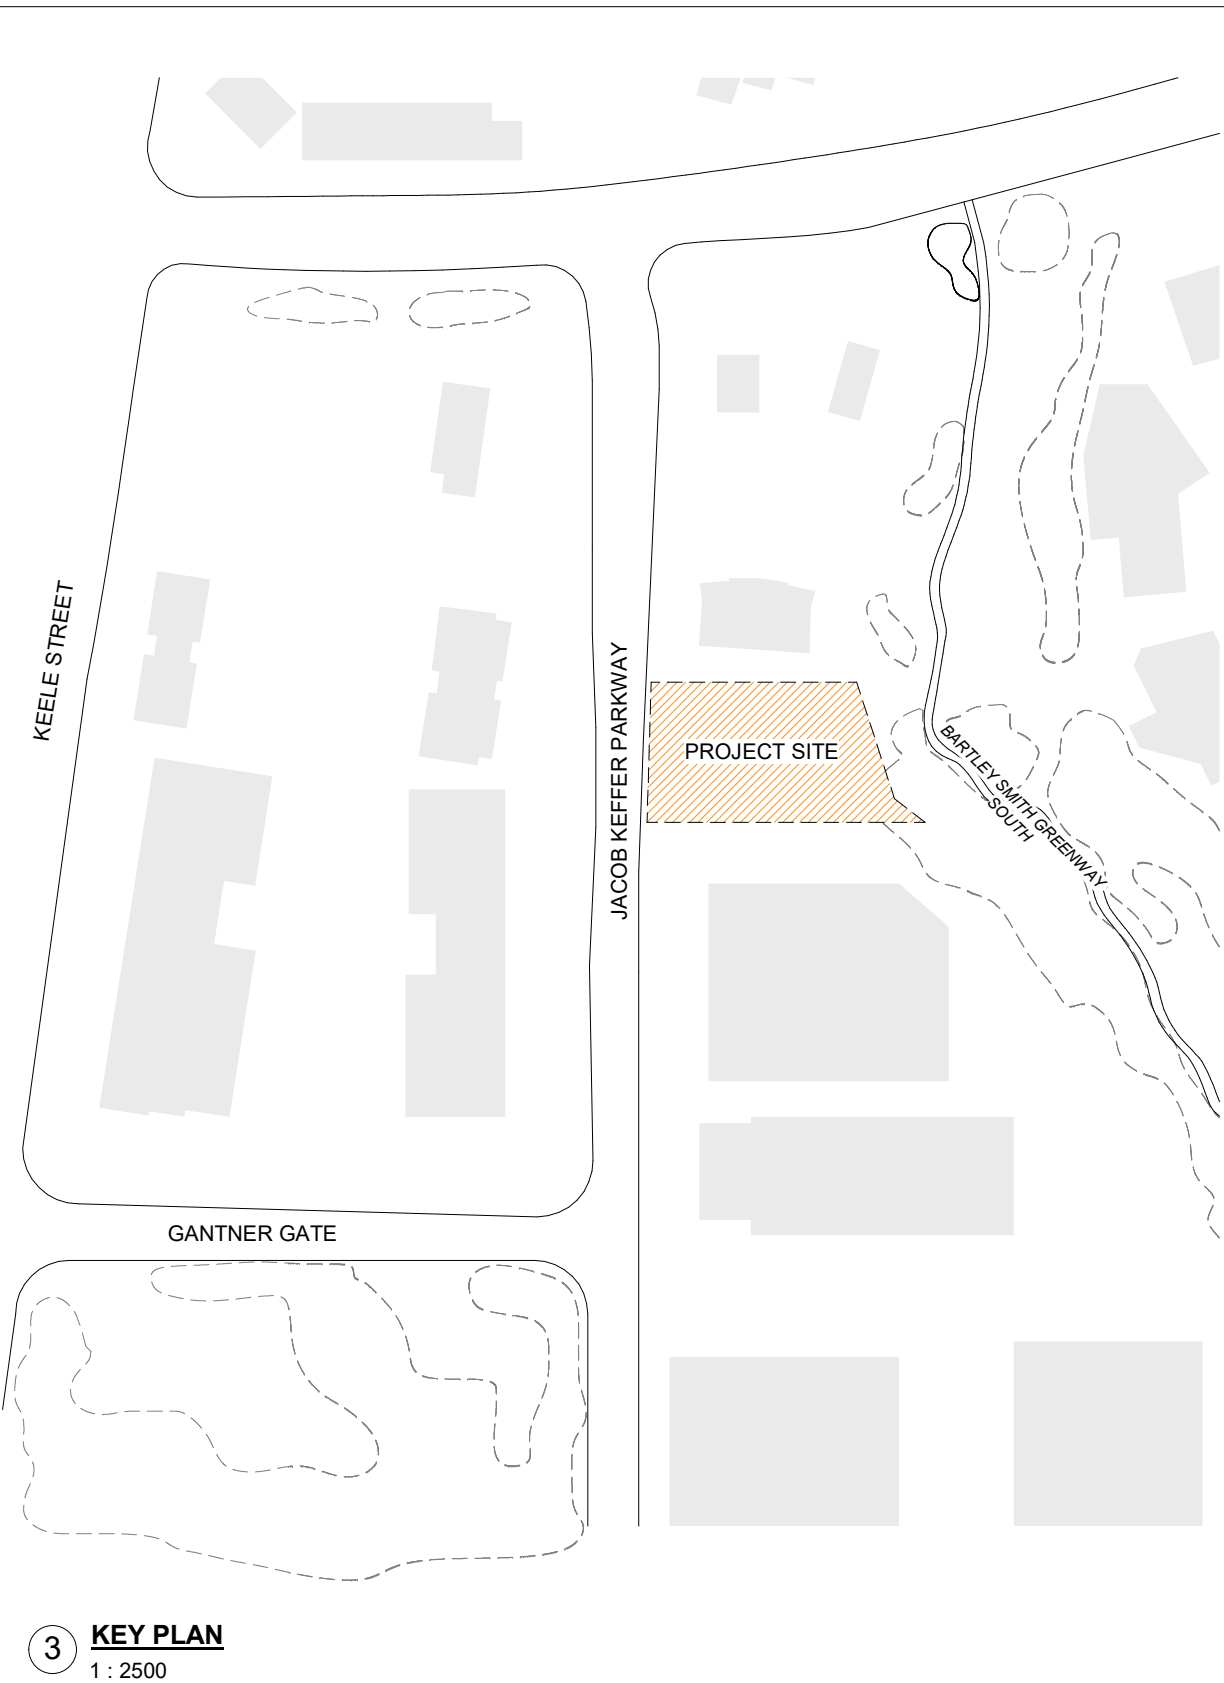 KEELE STREET
JACOB KEFFER PARKWAY
PROJECT SITE
BARTLEY SMITH GREENWAY
SOUTH
GANTNER GATE
3
KEY PLAN
1 : 2500